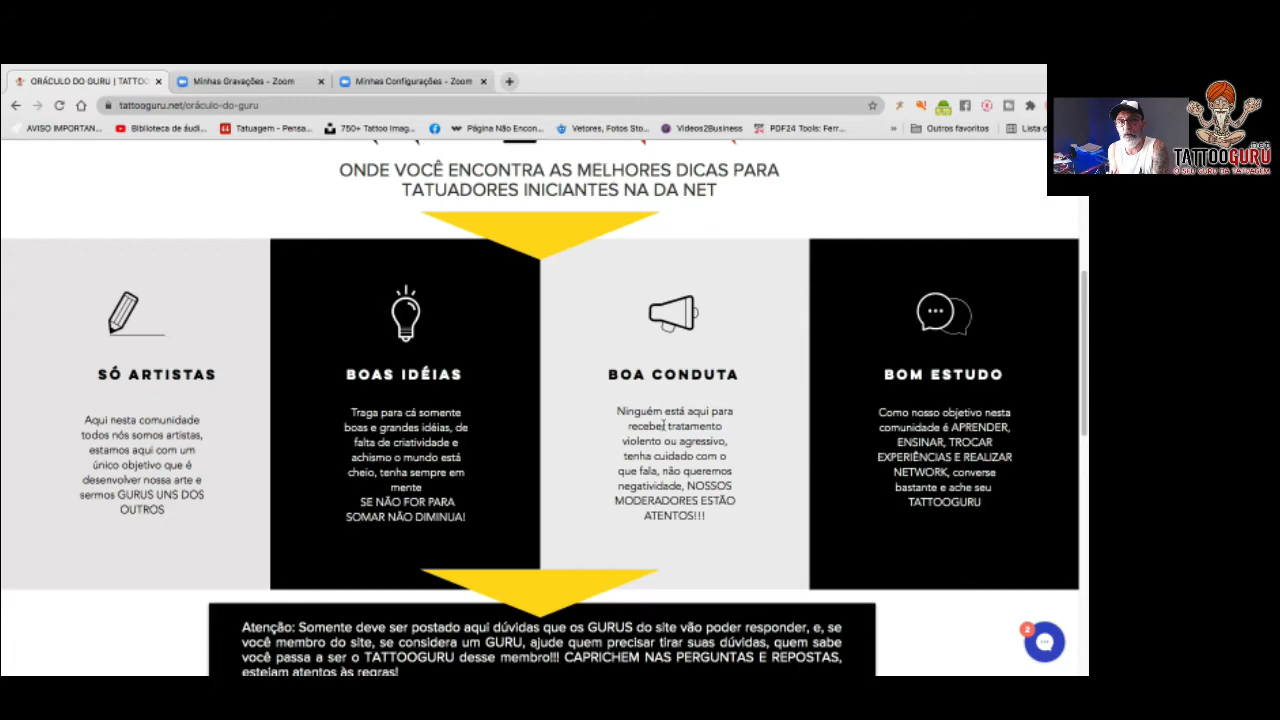 ORÁCULO DO GURU | TATTOO
Minhas Gravações - Zoom
Minhas Configurações - Zoom
tattooguru.net/oráculo-do-guru
AVISO IMPORTAN...
Biblioteca de áudi...
Tatuagem - Pensa...
750+ Tattoo Imag...
Página Não Encon...
Vetores, Fotos Sto...
Videos2Business
PDF24 Tools: Ferr...
»
Outros favoritos
Lista d
.net
TATTOOGURU
O SEU GURU DA TATUAGEM
ONDE VOCÊ ENCONTRA AS MELHORES DICAS PARA
TATUADORES INICIANTES NA DA NET
SÓ ARTISTAS
Aqui nesta comunidade
todos nós somos artistas,
estamos aqui com um
único objetivo que é
desenvolver nossa arte e
sermos GURUS UNS DOS
OUTROS
BOAS IDÉIAS
Traga para cá somente
boas e grandes idéias, de
falta de criatividade e
achismo o mundo está
cheio, tenha sempre em
mente
SE NÃO FOR PARA
SOMAR NÃO DIMINUA!
BOA CONDUTA
Ninguém está aqui para
receber tratamento
violento ou agressivo,
tenha cuidado com o
que fala, não queremos
negatividade, NOSSOS
MODERADORES ESTÃO
ATENTOS!!!
BOM ESTUDO
Como nosso objetivo nesta
comunidade é APRENDER,
ENSINAR, TROCAR
EXPERIÊNCIAS E REALIZAR
NETWORK, converse
bastante e ache seu
TATTOOGURU
Atenção: Somente deve ser postado aqui dúvidas que os GURUS do site vão poder responder, e, se
você membro do site, se considera um GURU, ajude quem precisar tirar suas dúvidas, quem sabe
você passa a ser o TATTOOGURU desse membro!!! CAPRICHEM NAS PERGUNTAS E REPOSTAS,
estejam atentos às regras!
2